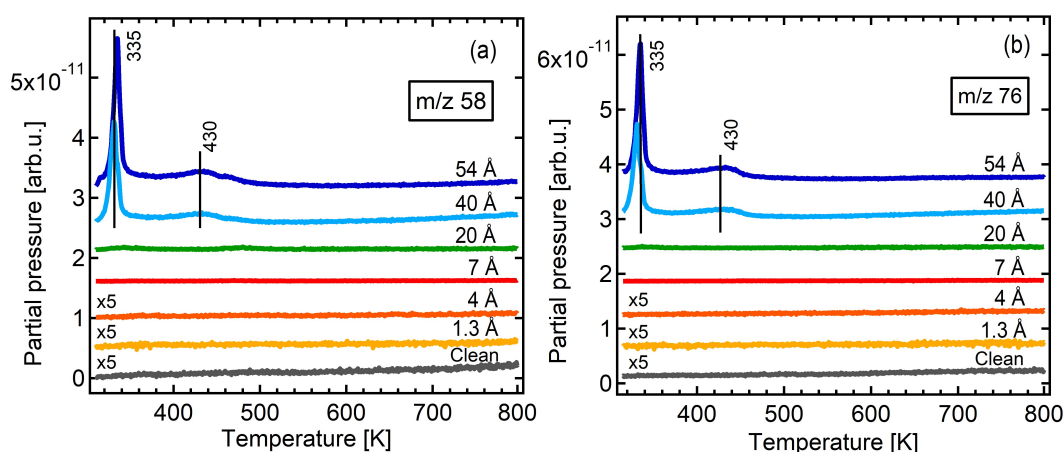 (a)
335
5x10⁻¹¹
m/z 58
430
4
54 Å
3
40 Å
20 Å
2
7 Å
x5
4 Å
1
x5
1.3 Å
x5
Clean
0
400 500 600 700 800
Temperature [K]
Partial pressure [arb.u.]
(b)
335
6x10⁻¹¹
m/z 76
5
430
4
54 Å
3
40 Å
20 Å
2
7 Å
x5
4 Å
1
x5
1.3 Å
x5
Clean
0
400 500 600 700 800
Temperature [K]
Partial pressure [arb.u.]